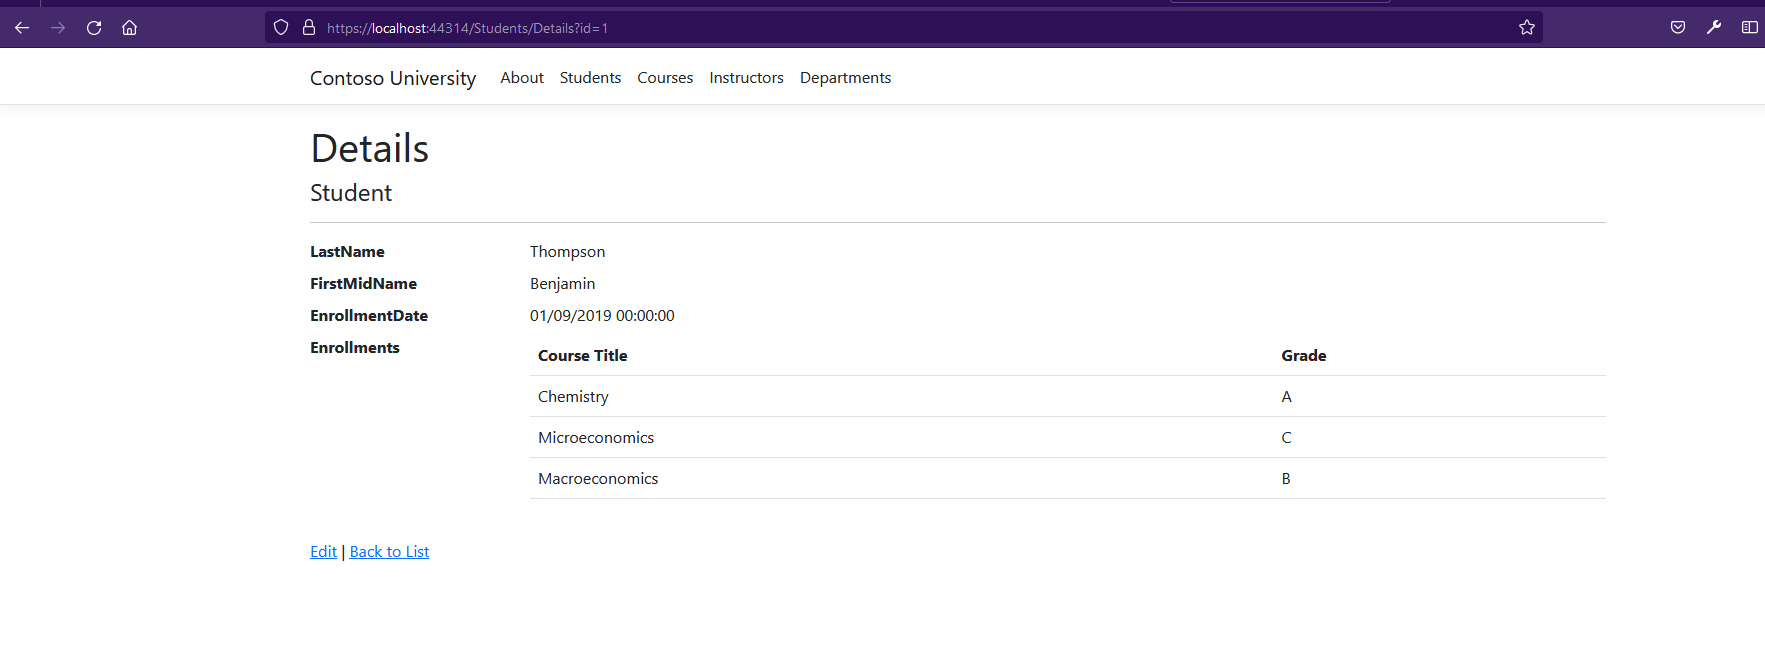 https://localhost:44314/Students/Details?id=1
Contoso University About Students Courses Instructors Departments
Details
Student
LastName Thompson
FirstMidName Benjamin
EnrollmentDate 01/09/2019 00:00:00
Enrollments
Course Title Grade
Chemistry A
Microeconomics C
Macroeconomics B
Edit | Back to List